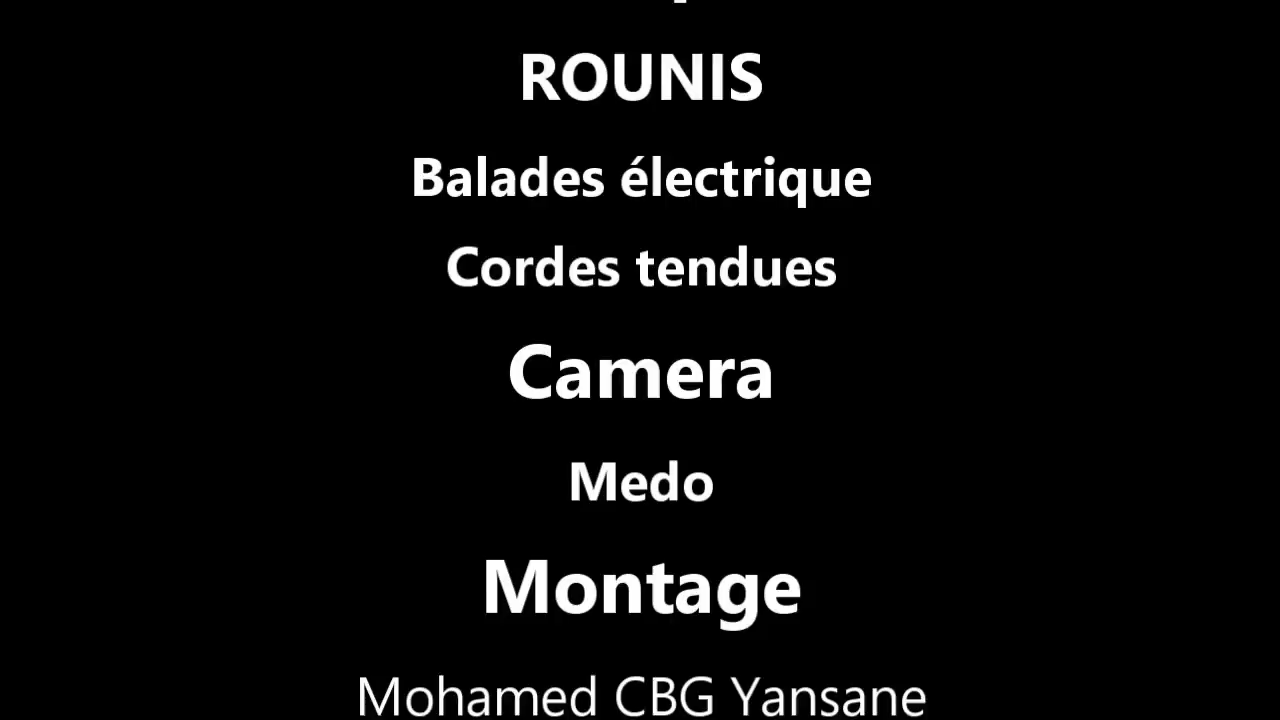 ROUNIS
Balades électrique
Cordes tendues
Camera
Medo
Montage
Mohamed CBG Yansane